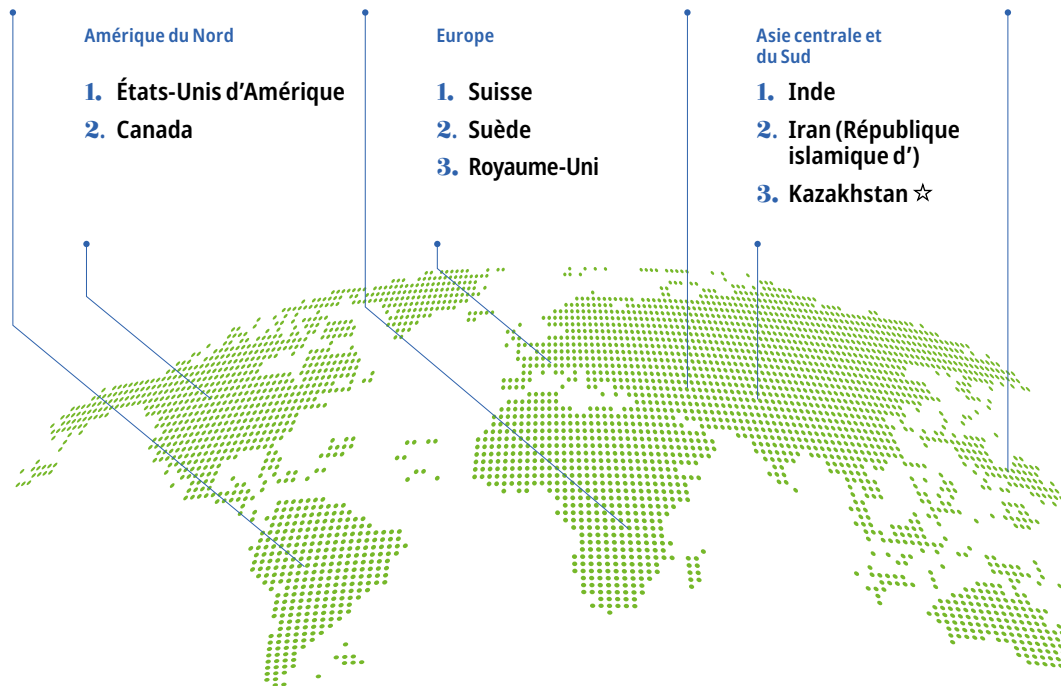 Amérique du Nord
1. États-Unis d’Amérique
2. Canada
Europe
1. Suisse
2. Suède
3. Royaume-Uni
Asie centrale et
du Sud
1. Inde
2. Iran (République
islamique d’)
3. Kazakhstan ☆